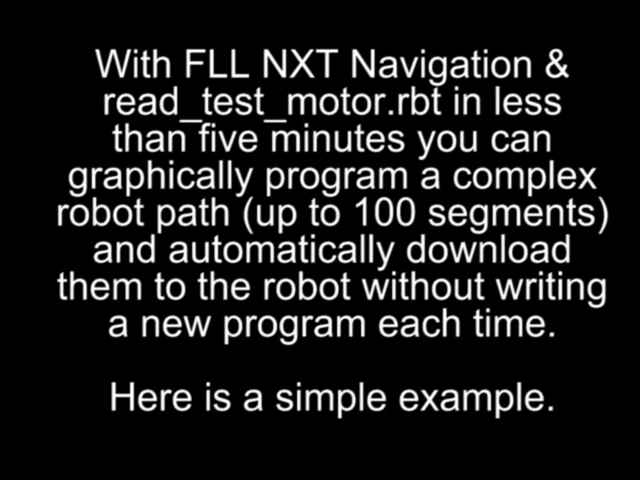 With FLL NXT Navigation &
read_test_motor.rbt in less
than five minutes you can
graphically program a complex
robot path (up to 100 segments)
and automatically download
them to the robot without writing
a new program each time.
Here is a simple example.